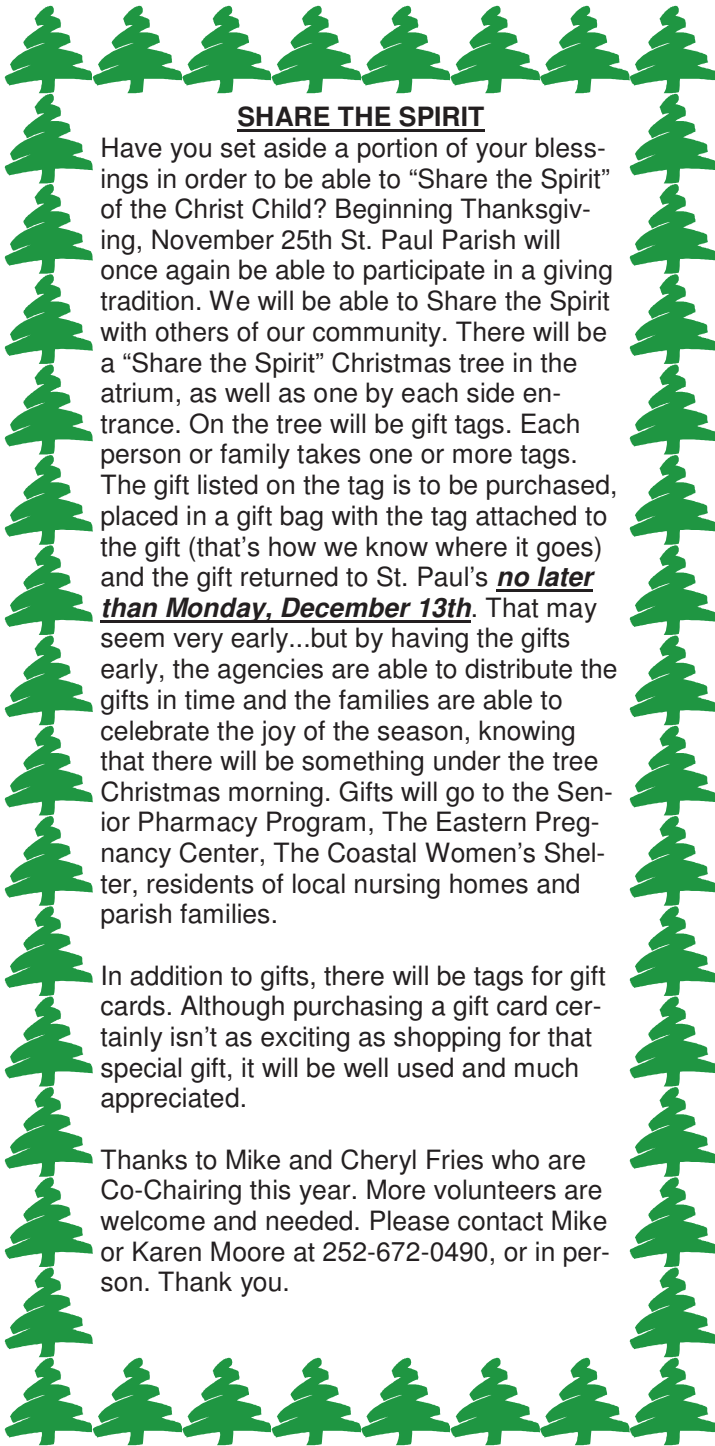 SHARE THE SPIRIT
Have you set aside a portion of your bless-
ings in order to be able to “Share the Spirit”
of the Christ Child? Beginning Thanksgiv-
ing, November 25th St. Paul Parish will
once again be able to participate in a giving
tradition. We will be able to Share the Spirit
with others of our community. There will be
a “Share the Spirit” Christmas tree in the
atrium, as well as one by each side en-
trance. On the tree will be gift tags. Each
person or family takes one or more tags.
The gift listed on the tag is to be purchased,
placed in a gift bag with the tag attached to
the gift (that’s how we know where it goes)
and the gift returned to St. Paul’s no later
than Monday, December 13th. That may
seem very early...but by having the gifts
early, the agencies are able to distribute the
gifts in time and the families are able to
celebrate the joy of the season, knowing
that there will be something under the tree
Christmas morning. Gifts will go to the Sen-
ior Pharmacy Program, The Eastern Preg-
nancy Center, The Coastal Women’s Shel-
ter, residents of local nursing homes and
parish families.
In addition to gifts, there will be tags for gift
cards. Although purchasing a gift card cer-
tainly isn’t as exciting as shopping for that
special gift, it will be well used and much
appreciated.
Thanks to Mike and Cheryl Fries who are
Co-Chairing this year. More volunteers are
welcome and needed. Please contact Mike
or Karen Moore at 252-672-0490, or in per-
son. Thank you.